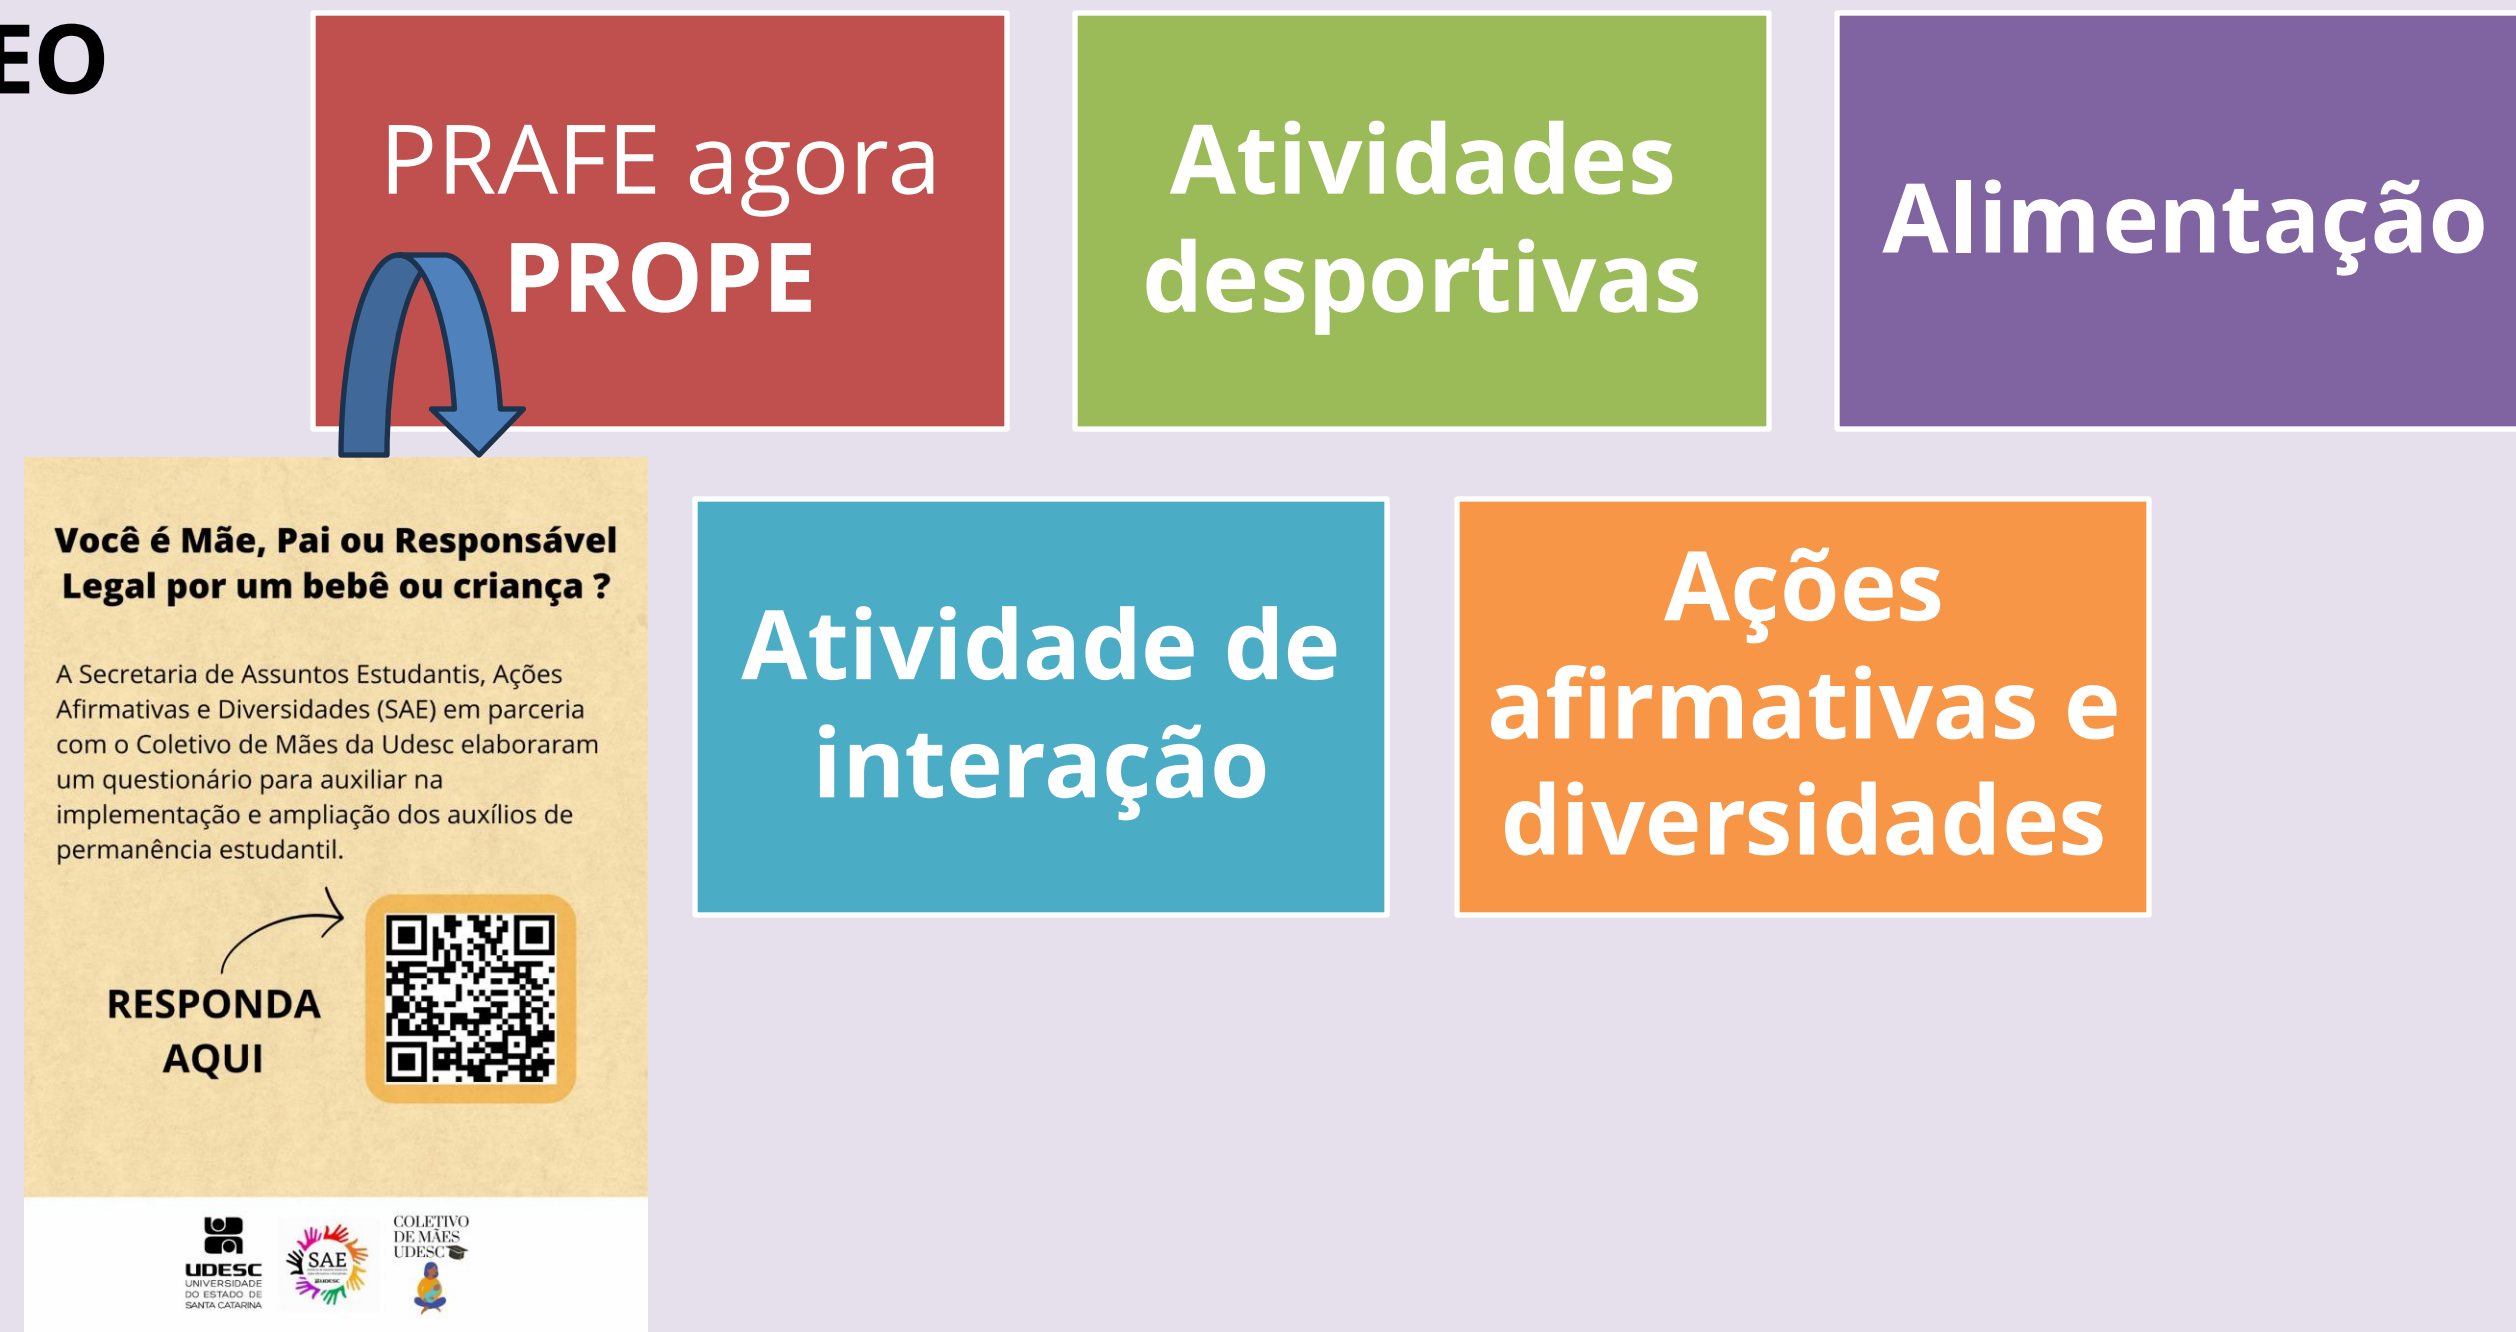 EO
PRAFE agora
PROPE
Atividades
desportivas
Alimentação
Você é Mãe, Pai ou Responsável
Legal por um bebê ou criança ?
A Secretaria de Assuntos Estudantis, Ações
Afirmativas e Diversidades (SAE) em parceria
com o Coletivo de Mães da Udesc elaboraram
um questionário para auxiliar na
implementação e ampliação dos auxílios de
permanência estudantil.
RESPONDA
AQUI
UDESC
UNIVERSIDADE
DO ESTADO DE
SANTA CATARINA
SAE
UDESC
COLETIVO
DE MÃES
UDESC
Atividade de
interação
Ações
afirmativas e
diversidades